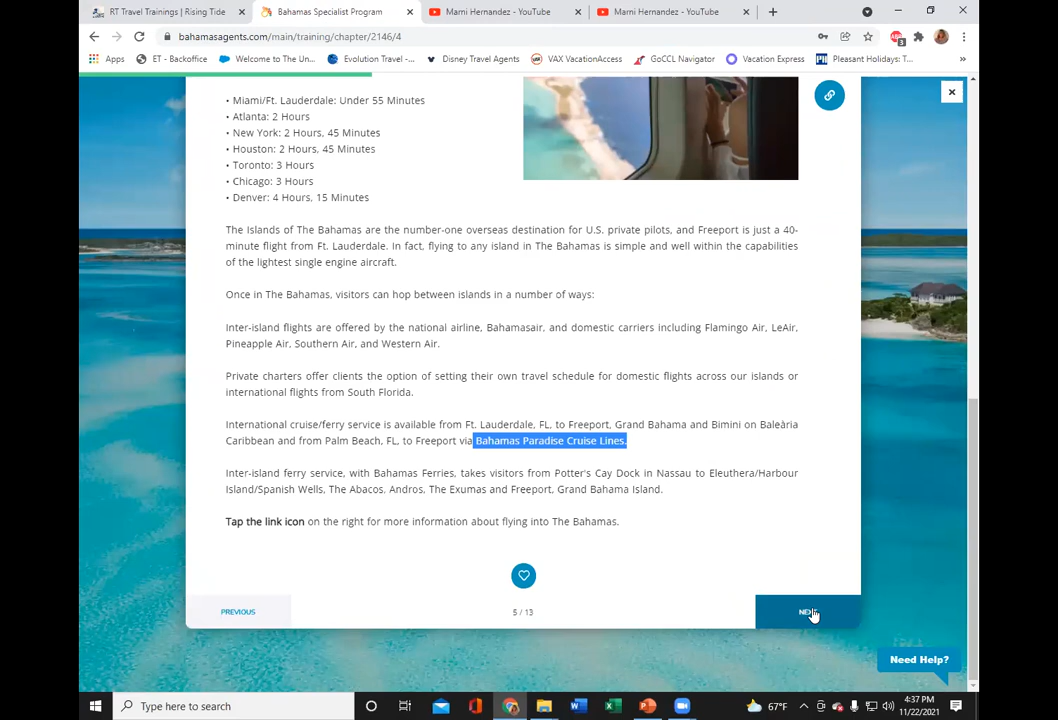 RT Travel Trainings | Rising Tide
Bahamas Specialist Program
Marni Hernandez - YouTube
Marni Hernandez - YouTube
bahamasagents.com/main/training/chapter/2146/4
Apps
ET - Backoffice
Welcome to The Un...
Evolution Travel -...
Disney Travel Agents
VAX VacationAccess
GoCCL Navigator
Vacation Express
Pleasant Holidays: T...
• Miami/Ft. Lauderdale: Under 55 Minutes
• Atlanta: 2 Hours
• New York: 2 Hours, 45 Minutes
• Houston: 2 Hours, 45 Minutes
• Toronto: 3 Hours
• Chicago: 3 Hours
• Denver: 4 Hours, 15 Minutes
The Islands of The Bahamas are the number-one overseas destination for U.S. private pilots, and Freeport is just a 40-
minute flight from Ft. Lauderdale. In fact, flying to any island in The Bahamas is simple and well within the capabilities
of the lightest single engine aircraft.
Once in The Bahamas, visitors can hop between islands in a number of ways:
Inter-island flights are offered by the national airline, Bahamasair, and domestic carriers including Flamingo Air, LeAir,
Pineapple Air, Southern Air, and Western Air.
Private charters offer clients the option of setting their own travel schedule for domestic flights across our islands or
international flights from South Florida.
International cruise/ferry service is available from Ft. Lauderdale, FL, to Freeport, Grand Bahama and Bimini on Baleària
Caribbean and from Palm Beach, FL, to Freeport via Bahamas Paradise Cruise Lines.
Inter-island ferry service, with Bahamas Ferries, takes visitors from Potter's Cay Dock in Nassau to Eleuthera/Harbour
Island/Spanish Wells, The Abacos, Andros, The Exumas and Freeport, Grand Bahama Island.
Tap the link icon on the right for more information about flying into The Bahamas.
PREVIOUS
5 / 13
NEXT
Need Help?
Type here to search
67°F
4:37 PM
11/22/2021